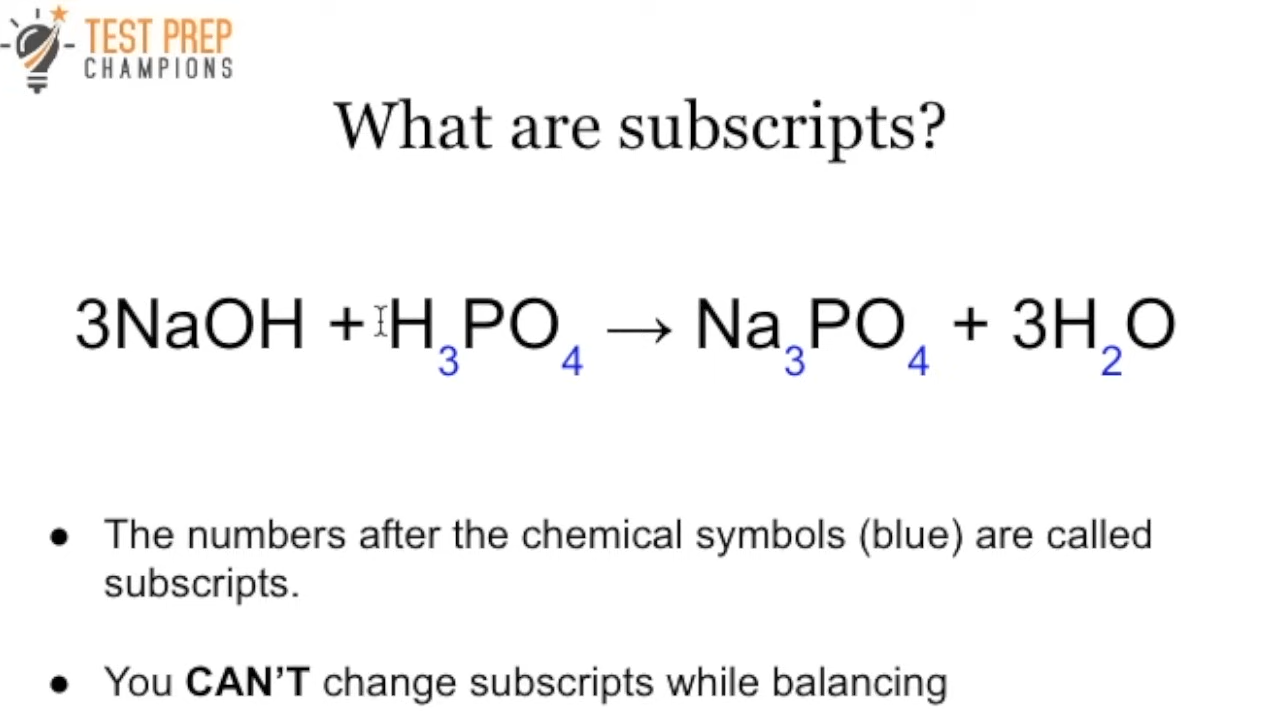 TEST PREP
CHAMPIONS
What are subscripts?
3NaOH + H₃PO₄ → Na₃PO₄ + 3H₂O
● The numbers after the chemical symbols (blue) are called
subscripts.
● You CAN’T change subscripts while balancing